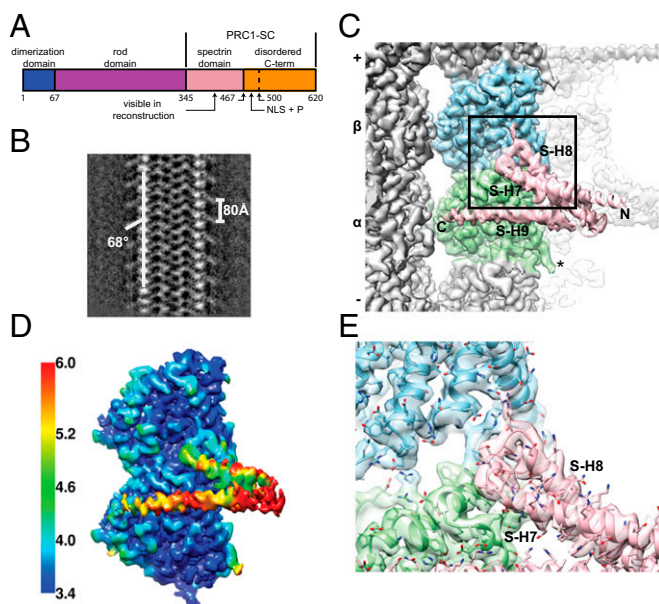 A
PRC1-SC
dimerization
domain
rod
domain
spectrin
domain
disordered
C-term
1
67
345
467
500
620
visible in
reconstruction
NLS + P
B
68°
80Å
C
+
β
α
-
S-H8
S-H7
N
C
S-H9
*
D
6.0
5.2
4.6
4.0
3.4
E
S-H8
S-H7